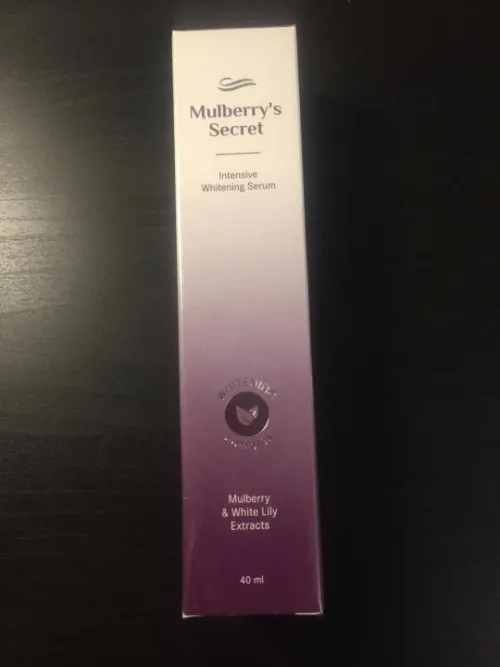 Mulberry's
Secret
Intensive
Whitening Serum
Mulberry
& White Lily
Extracts
40 ml